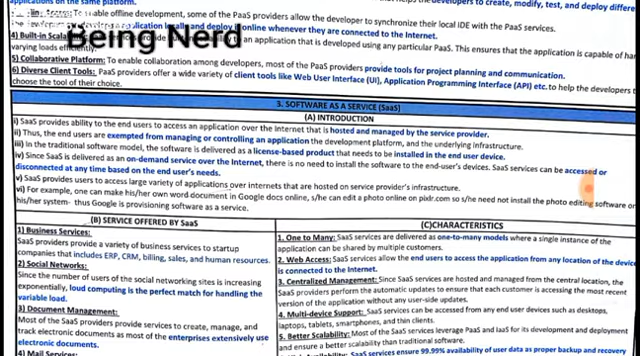 applications on the same platform.
developers to create, modify, test, and deploy
To enable offline development, some of the PaaS providers allow the developer to synchronize their local IDE with the PaaS services.
locally and deploy it online whenever they are connected to the Internet.
Being Nerd
4) Built-in an application that is developed using any particular PaaS. This ensures that the application is capable of
varying loads efficiently.
5) Collaborative Platform: To enable collaboration among developers, most of the PaaS providers provide tools for project planning and communication.
6) Diverse Client Tools: PaaS providers offer a wide variety of client tools like Web User Interface (UI), Application Programming Interface (API) etc. to help the developers
choose the tool of their choice.
3. SOFTWARE AS A SERVICE (SaaS)
(A) INTRODUCTION
i) SaaS provides ability to the end users to access an application over the Internet that is hosted and managed by the service provider.
ii) Thus, the end users are exempted from managing or controlling an application the development platform, and the underlying infrastructure.
iii) In the traditional software model, the software is delivered as a license-based product that needs to be installed in the end user device.
iv) Since SaaS is delivered as an on-demand service over the Internet, there is no need to install the software to the end-user's devices. SaaS services can be accessed or
disconnected at any time based on the end user's needs.
v) SaaS provides users to access large variety of applications over internets that are hosted on service provider's infrastructure.
vi) For example, one can make his/her own word document in Google docs online, s/he can edit a photo online on pixlr.com so s/he need not install the photo editing software on
his/her system- thus Google is provisioning software as a service.
(B) SERVICE OFFERED BY SaaS
1) Business Services:
SaaS providers provide a variety of business services to startup
companies that includes ERP, CRM, billing, sales, and human resources.
2) Social Networks:
Since the number of users of the social networking sites is increasing
exponentially, loud computing is the perfect match for handling the
variable load.
3) Document Management:
Most of the SaaS providers provide services to create, manage, and
track electronic documents as most of the enterprises extensively use
electronic documents.
4) Mail Services:
(C)CHARACTERISTICS
1. One to Many: SaaS services are delivered as one-to-many models where a single instance of the
application can be shared by multiple customers.
2. Web Access: SaaS services allow the end users to access the application from any location of the device
is connected to the Internet.
3. Centralized Management: Since SaaS services are hosted and managed from the central location, the
SaaS providers perform the automatic updates to ensure that each customer is accessing the most recent
version of the application without any user-side updates.
4. Multi-device Support: SaaS services can be accessed from any end user devices such as desktops,
laptops, tablets, smartphones, and thin clients.
5. Better Scalability: Most of the SaaS services leverage PaaS and IaaS for its development and deployment
and ensure a better scalability than traditional software.
SaaS services ensure 99.99% availability of user data as proper backup and recovery